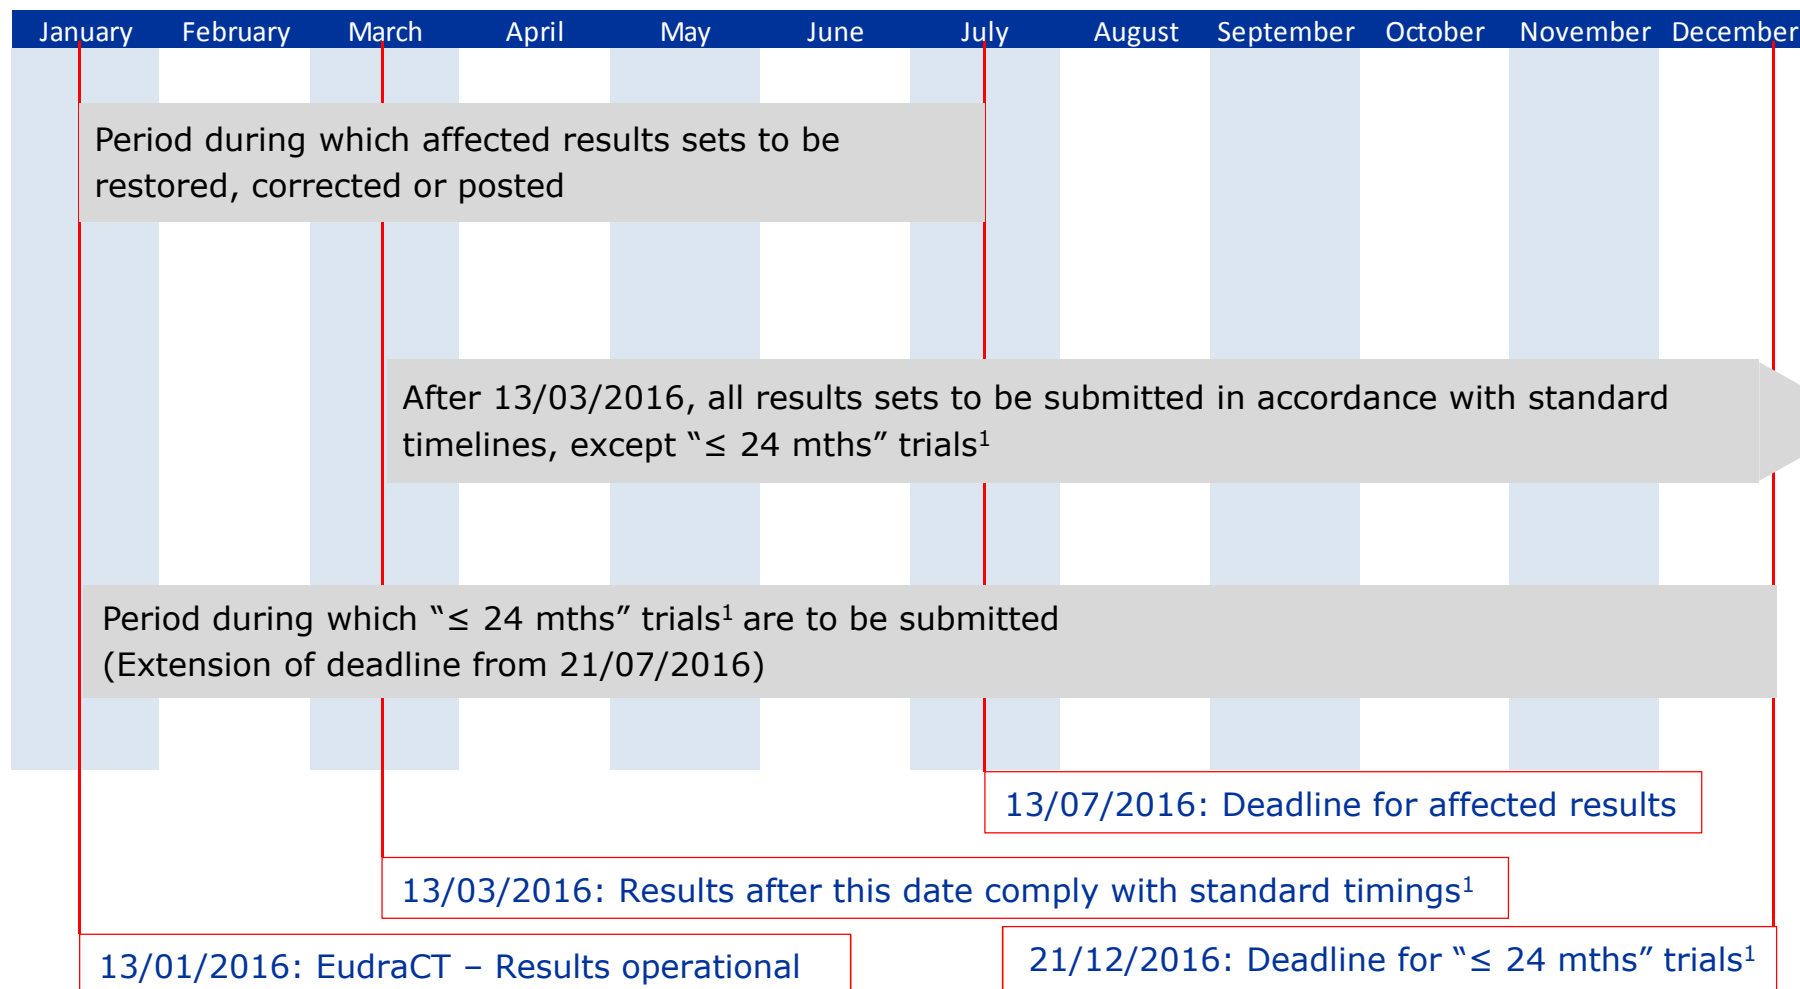 January February March April May June July August September October November December
Period during which affected results sets to be
restored, corrected or posted
After 13/03/2016, all results sets to be submitted in accordance with standard
timelines, except “≤ 24 mths” trials¹
Period during which “≤ 24 mths” trials¹ are to be submitted
(Extension of deadline from 21/07/2016)
13/07/2016: Deadline for affected results
13/03/2016: Results after this date comply with standard timings¹
13/01/2016: EudraCT – Results operational
21/12/2016: Deadline for “≤ 24 mths” trials¹